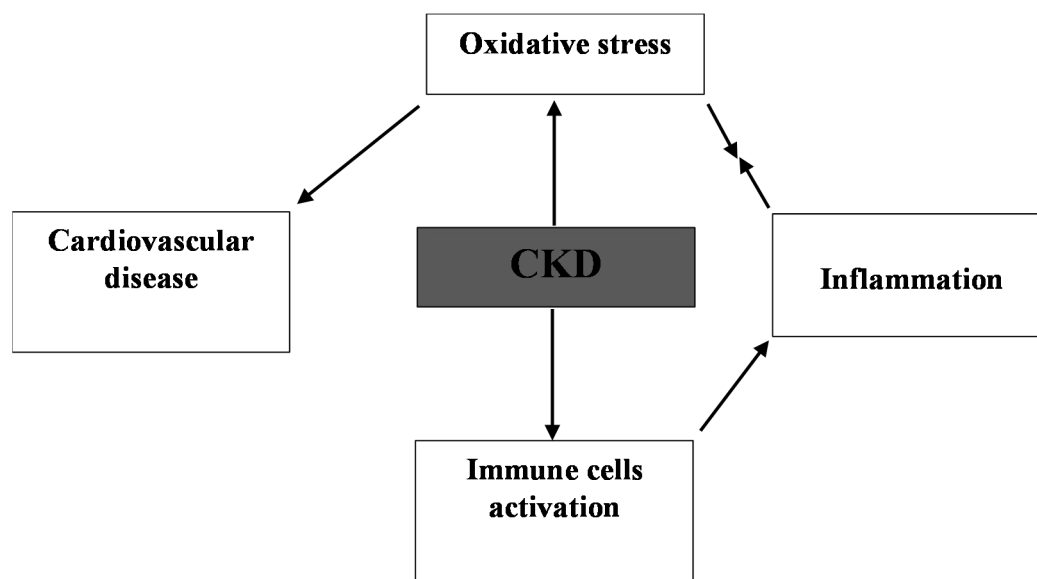 Oxidative stress
Cardiovascular
disease
CKD
Inflammation
Immune cells
activation